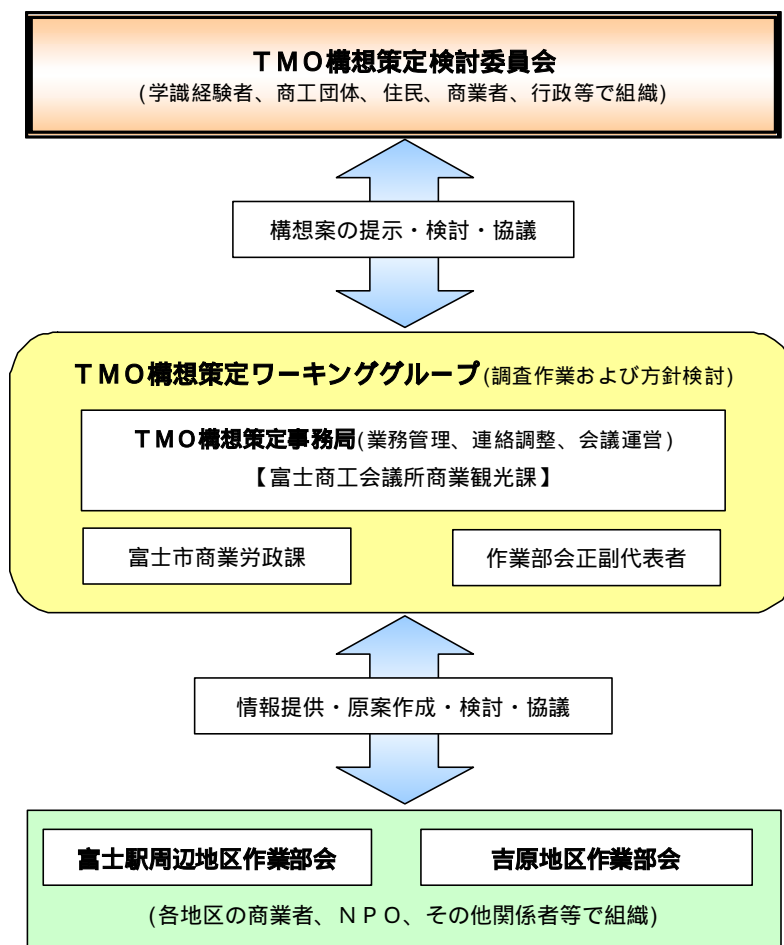 ＴＭＯ構想策定検討委員会
(学識経験者、商工団体、住民、商業者、行政等で組織)
構想案の提示・検討・協議
ＴＭＯ構想策定ワーキンググループ(調査作業および方針検討)
ＴＭＯ構想策定事務局(業務管理、連絡調整、会議運営)
【富士商工会議所商業観光課】
富士市商業労政課
作業部会正副代表者
情報提供・原案作成・検討・協議
富士駅周辺地区作業部会
吉原地区作業部会
(各地区の商業者、ＮＰＯ、その他関係者等で組織)